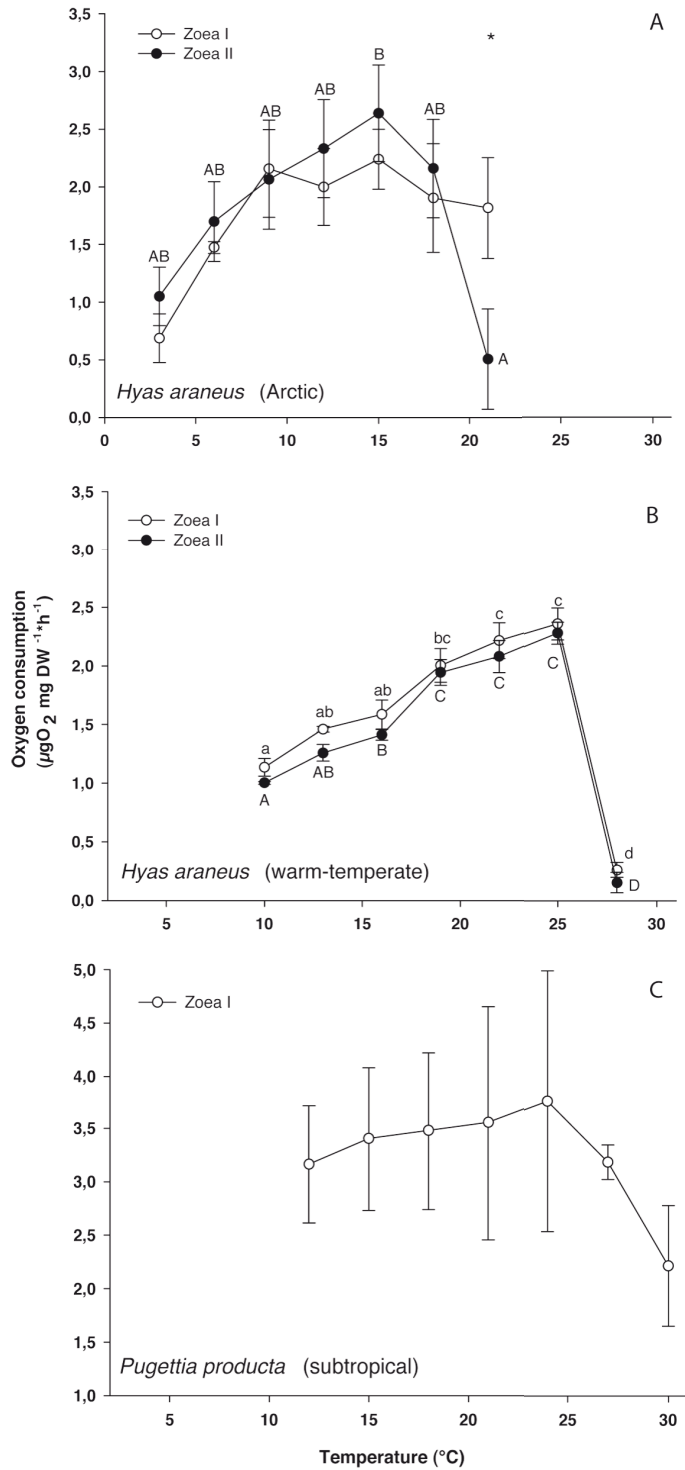 3,5
3,0
2,5
2,0
1,5
1,0
0,5
0,0
A
Zoea I
Zoea II
*
AB
AB
AB
AB
B
AB
A
Hyas araneus (Arctic)
0 5 10 15 20 25 30
3,5
3,0
2,5
2,0
1,5
1,0
0,5
0,0
B
Zoea I
Zoea II
a
ab
ab
bc
c
c
d
A
AB
B
C
C
C
D
Hyas araneus (warm-temperate)
5 10 15 20 25 30
Oxygen consumption
(µgO2 mg DW -1*h-1)
5,0
4,5
4,0
3,5
3,0
2,5
2,0
1,5
1,0
C
Zoea I
Pugettia producta (subtropical)
5 10 15 20 25 30
Temperature (°C)